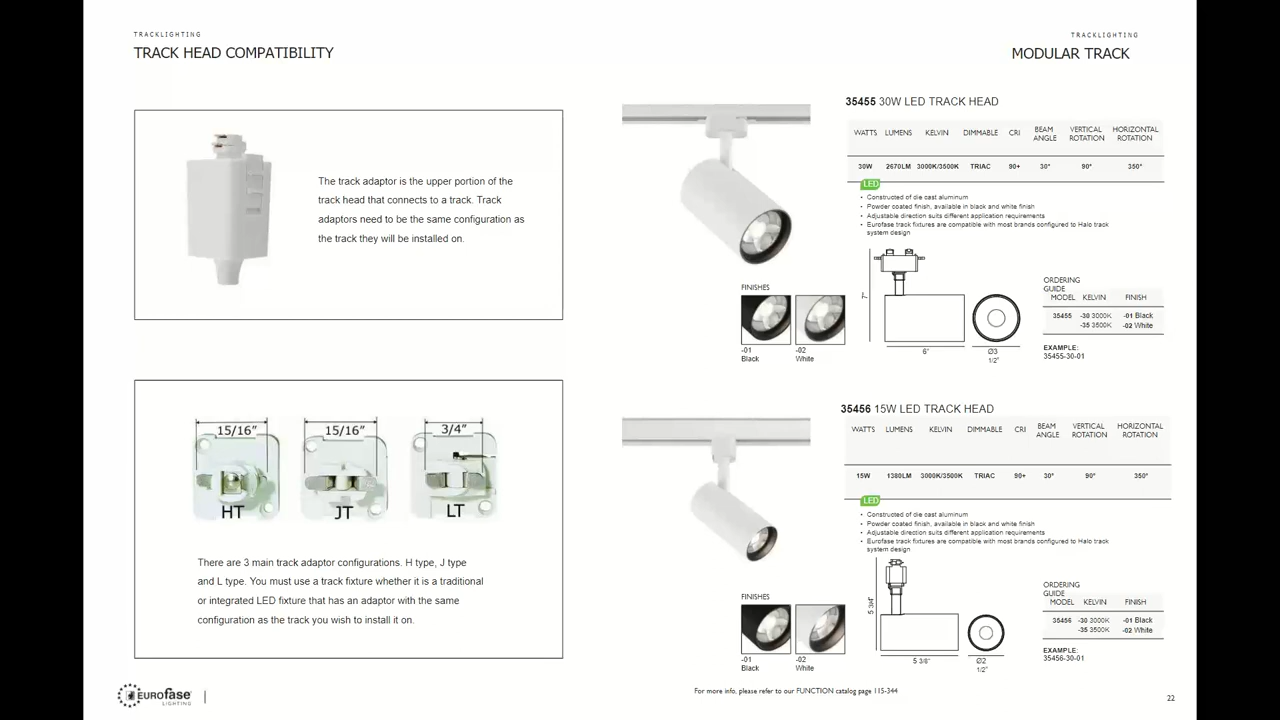 TRACKLIGHTING
TRACK HEAD COMPATIBILITY
The track adaptor is the upper portion of the
track head that connects to a track. Track
adaptors need to be the same configuration as
the track they will be installed on.
15/16"
15/16"
3/4"
HT
JT
LT
There are 3 main track adaptor configurations. H type, J type
and L type. You must use a track fixture whether it is a traditional
or integrated LED fixture that has an adaptor with the same
configuration as the track you wish to install it on.
EUROfase
LIGHTING
TRACKLIGHTING
MODULAR TRACK
35455 30W LED TRACK HEAD
WATTS LUMENS KELVIN DIMMABLE CRI BEAM ANGLE VERTICAL ROTATION HORIZONTAL ROTATION
30W 2670LM 3000K/3500K TRIAC 90+ 30° 90° 350°
LED
• Constructed of die cast aluminum
• Powder coated finish, available in black and white finish
• Adjustable direction suits different application requirements
• Eurofase track fixtures are compatible with most brands configured to Halo track
system design
FINISHES
-01
Black
-02
White
7"
6"
Ø3
1/2"
ORDERING
GUIDE
MODEL KELVIN FINISH
35455 -30 3000K -01 Black
-35 3500K -02 White
EXAMPLE:
35455-30-01
35456 15W LED TRACK HEAD
WATTS LUMENS KELVIN DIMMABLE CRI BEAM ANGLE VERTICAL ROTATION HORIZONTAL ROTATION
15W 1380LM 3000K/3500K TRIAC 90+ 30° 90° 350°
LED
• Constructed of die cast aluminum
• Powder coated finish, available in black and white finish
• Adjustable direction suits different application requirements
• Eurofase track fixtures are compatible with most brands configured to Halo track
system design
FINISHES
-01
Black
-02
White
5 3/4"
5 3/8"
Ø2
1/2"
ORDERING
GUIDE
MODEL KELVIN FINISH
35456 -30 3000K -01 Black
-35 3500K -02 White
EXAMPLE:
35456-30-01
For more info, please refer to our FUNCTION catalog page 115-344
22